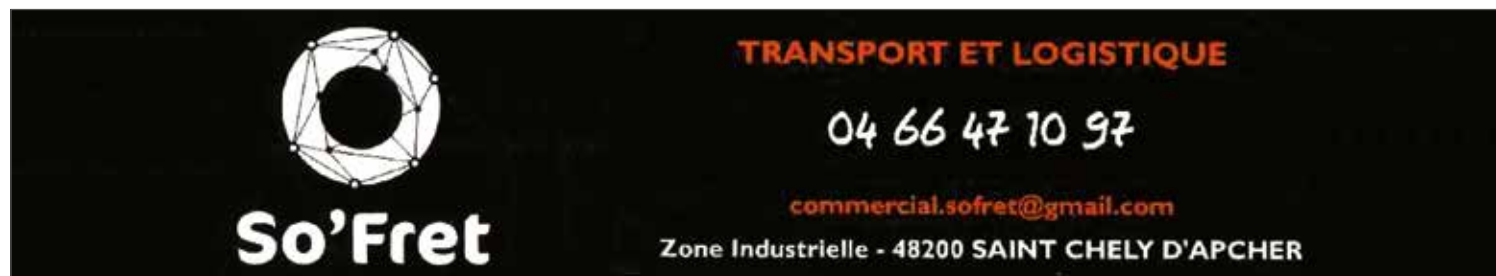 So'Fret
TRANSPORT ET LOGISTIQUE
04 66 47 10 97
commercial.sofret@gmail.com
Zone Industrielle - 48200 SAINT CHELY D'APCHER